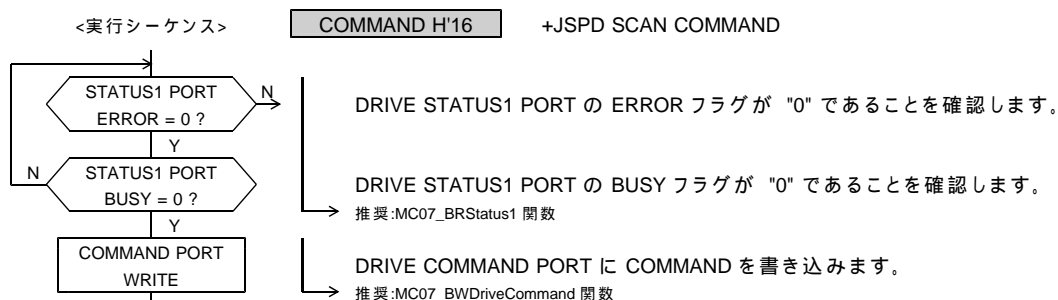 <実行シーケンス> COMMAND H'16 +JSPD SCAN COMMAND
STATUS1 PORT
ERROR = 0 ?
N
DRIVE STATUS1 PORT の ERROR フラグが "0" であることを確認します。
Y
N
STATUS1 PORT
BUSY = 0 ?
DRIVE STATUS1 PORT の BUSY フラグが "0" であることを確認します。
推奨:MC07_BRStatus1 関数
Y
COMMAND PORT
WRITE
DRIVE COMMAND PORT に COMMAND を書き込みます。
推奨:MC07_BWDriveCommand 関数